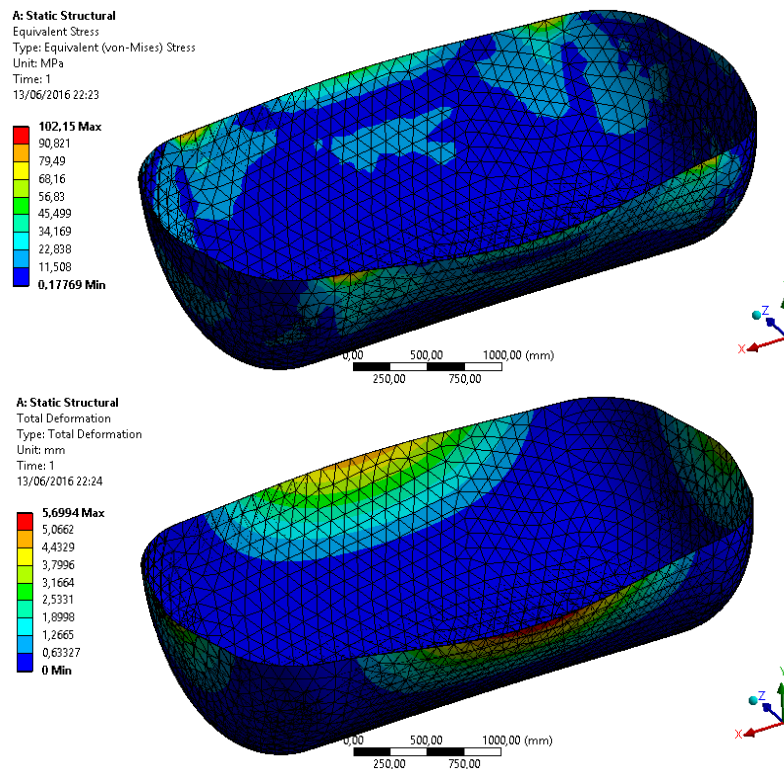 A: Static Structural
Equivalent Stress
Type: Equivalent (von-Mises) Stress
Unit: MPa
Time: 1
13/06/2016 22:23
102,15 Max
90,821
79,49
68,16
56,83
45,499
34,169
22,838
11,508
0,17769 Min
0,00 500,00 1000,00 (mm)
250,00 750,00
Z
X
A: Static Structural
Total Deformation
Type: Total Deformation
Unit: mm
Time: 1
13/06/2016 22:24
5,6994 Max
5,0662
4,4329
3,7996
3,1664
2,5331
1,8998
1,2665
0,63327
0 Min
0,00 500,00 1000,00 (mm)
250,00 750,00
Y
Z
X